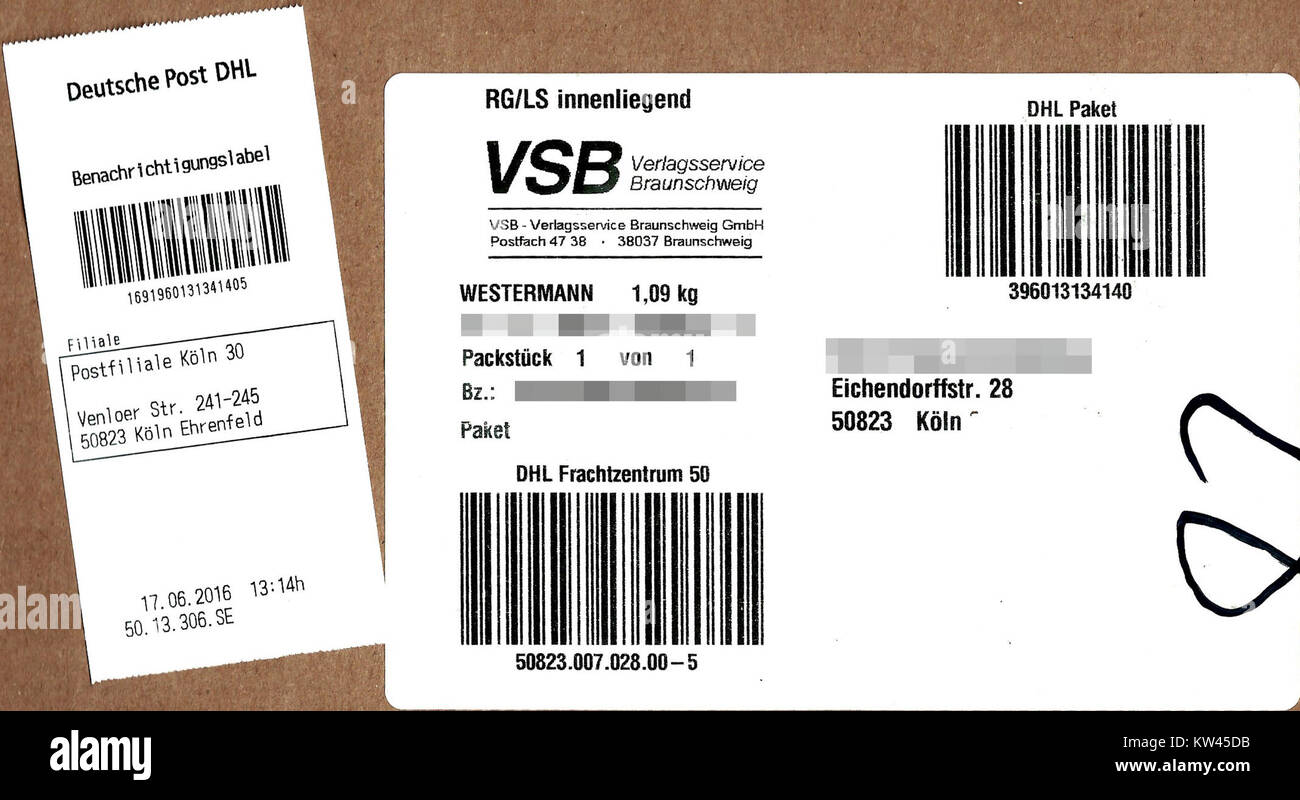 Deutsche Post DHL
Benachrichtigungslabel
1691960131341405
Filiale
Postfiliale Köln 30
Venloer Str. 241-245
50823 Köln Ehrenfeld
17.06.2016 13:14h
50.13.306.SE
RG/LS innenliegend
VSB Verlagsservice
Braunschweig
VSB - Verlagsservice Braunschweig GmbH
Postfach 47 38 · 38037 Braunschweig
WESTERMANN 1,09 kg
Packstück 1 von 1
Bz.:
Paket
DHL Frachtzentrum 50
50823.007.028.00-5
DHL Paket
396013134140
Eichendorffstr. 28
50823 Köln
alamy
Image ID: KW45DB
www.alamy.com